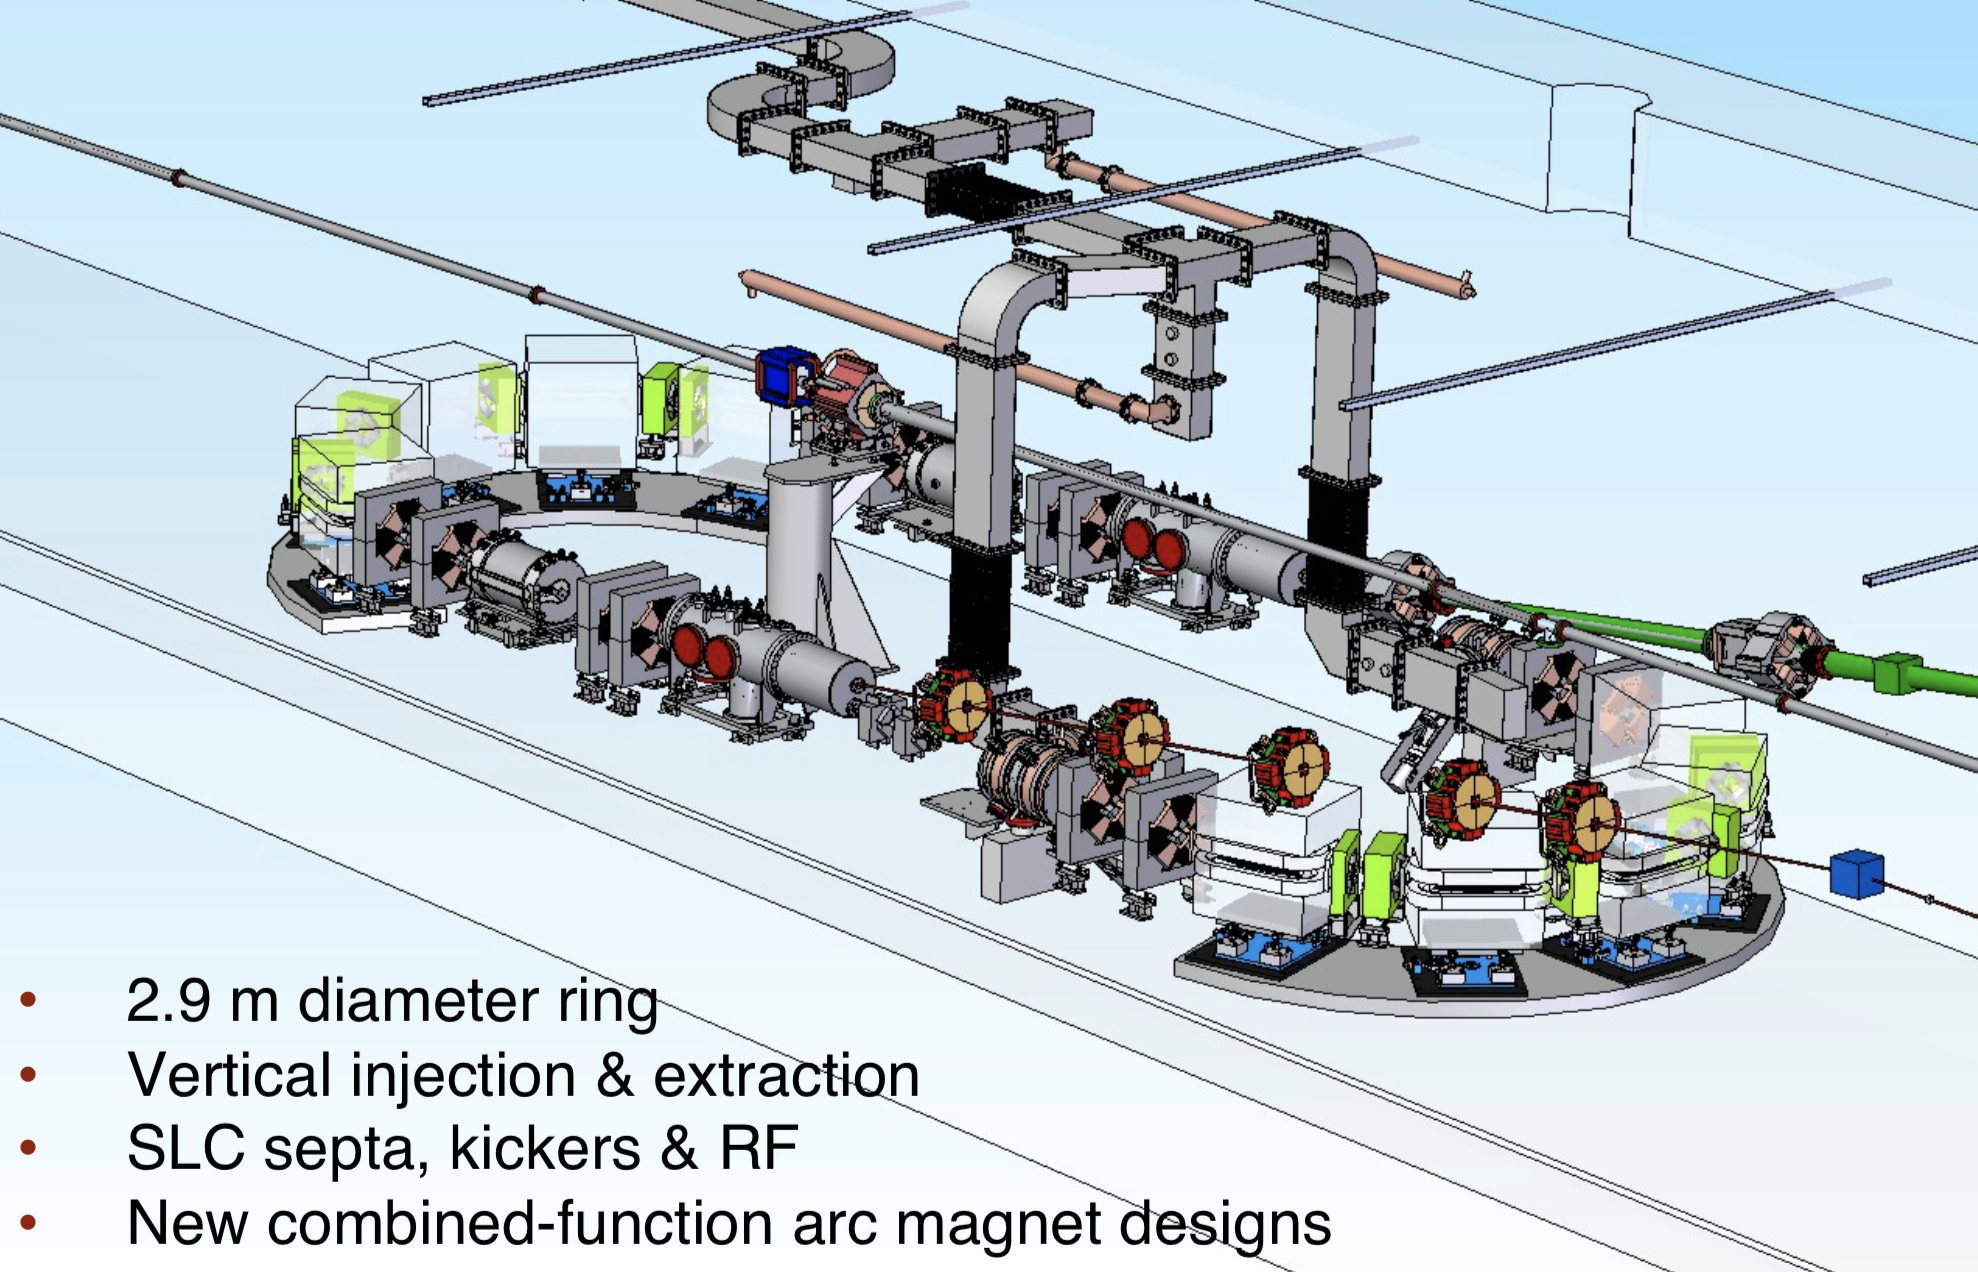 • 2.9 m diameter ring
• Vertical injection & extraction
• SLC septa, kickers & RF
• New combined-function arc magnet designs